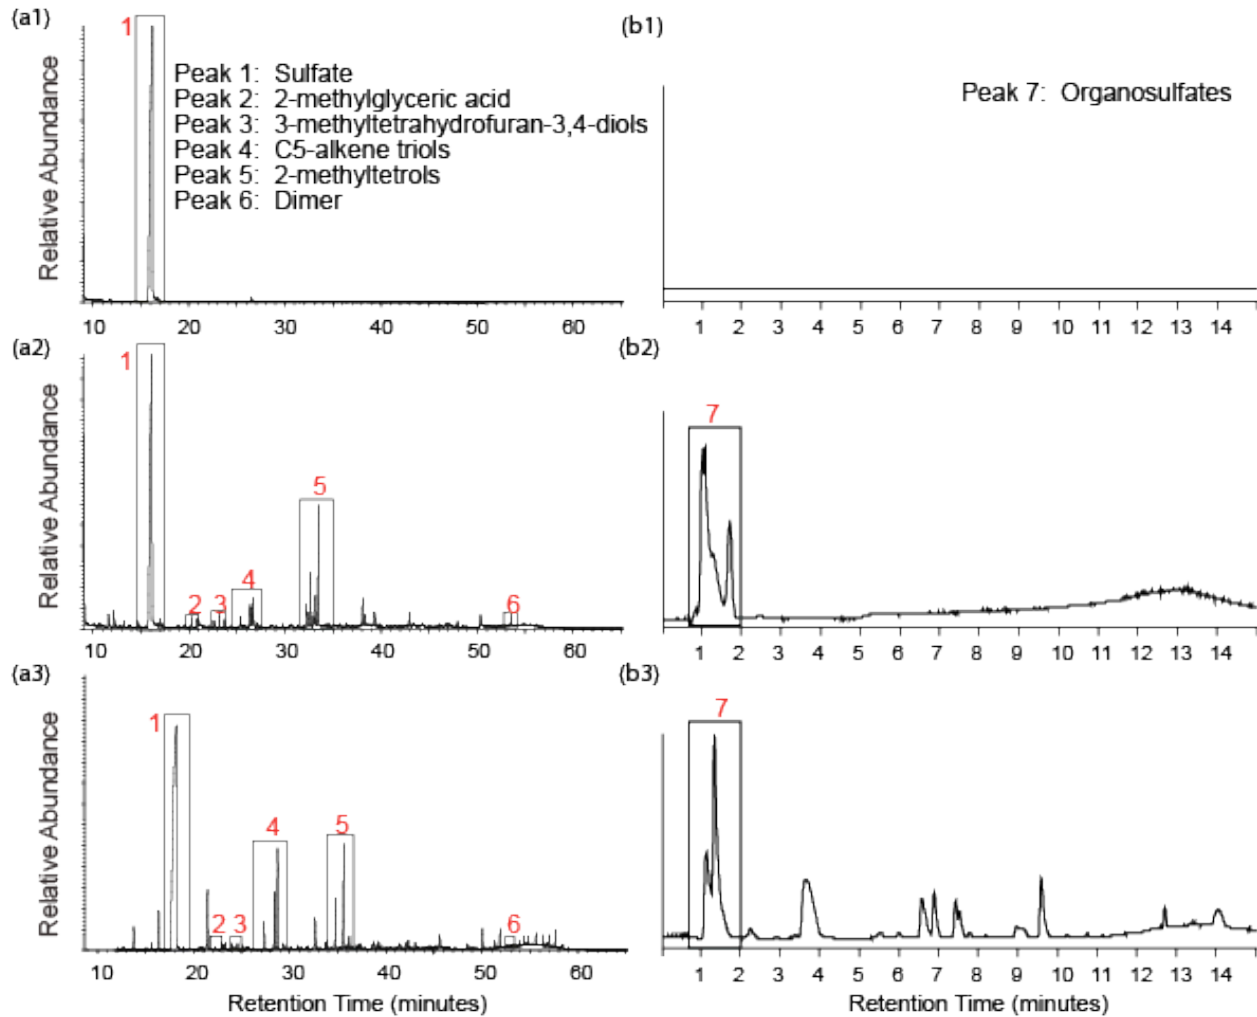 (a1)
1
Peak 1: Sulfate
Peak 2: 2-methylglyceric acid
Peak 3: 3-methyltetrahydrofuran-3,4-diols
Peak 4: C5-alkene triols
Peak 5: 2-methyltetrols
Peak 6: Dimer
Relative Abundance
10 20 30 40 50 60
(b1)
Peak 7: Organosulfates
1 2 3 4 5 6 7 8 9 10 11 12 13 14
(a2)
1
2 3 4 5 6
Relative Abundance
10 20 30 40 50 60
(b2)
7
1 2 3 4 5 6 7 8 9 10 11 12 13 14
(a3)
1
2 3 4 5 6
Relative Abundance
10 20 30 40 50 60
Retention Time (minutes)
(b3)
7
1 2 3 4 5 6 7 8 9 10 11 12 13 14
Retention Time (minutes)